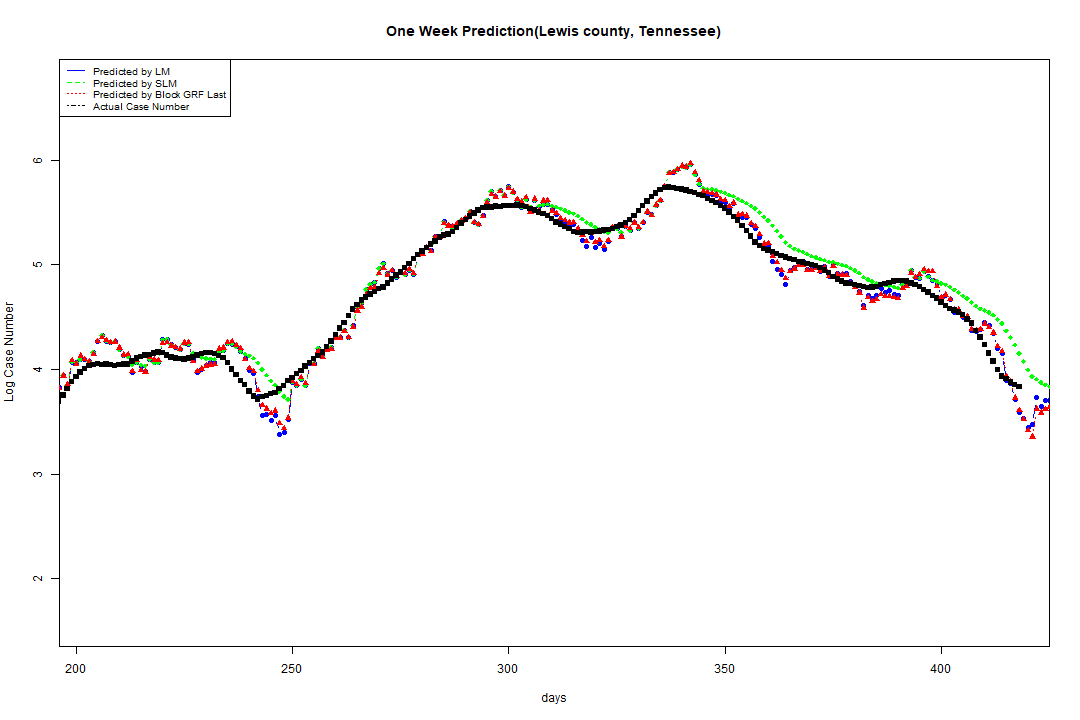 One Week Prediction(Lewis county, Tennessee)
Predicted by LM
Predicted by SLM
Predicted by Block GRF Last
Actual Case Number
Log Case Number
6
5
4
3
2
200 250 300 350 400
days